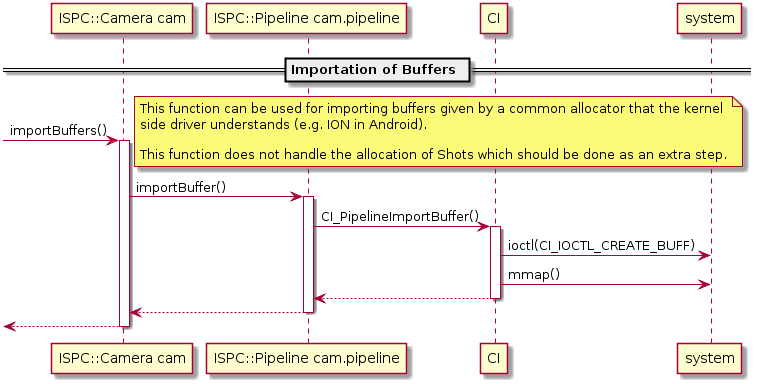 ISPC::Camera cam
ISPC::Pipeline cam.pipeline
CI
system
Importation of Buffers
This function can be used for importing buffers given by a common allocator that the kernel
side driver understands (e.g. ION in Android).
This function does not handle the allocation of Shots which should be done as an extra step.
importBuffers()
importBuffer()
CI_PipelineImportBuffer()
ioctl(CI_IOCTL_CREATE_BUFF)
mmap()
ISPC::Camera cam
ISPC::Pipeline cam.pipeline
CI
system